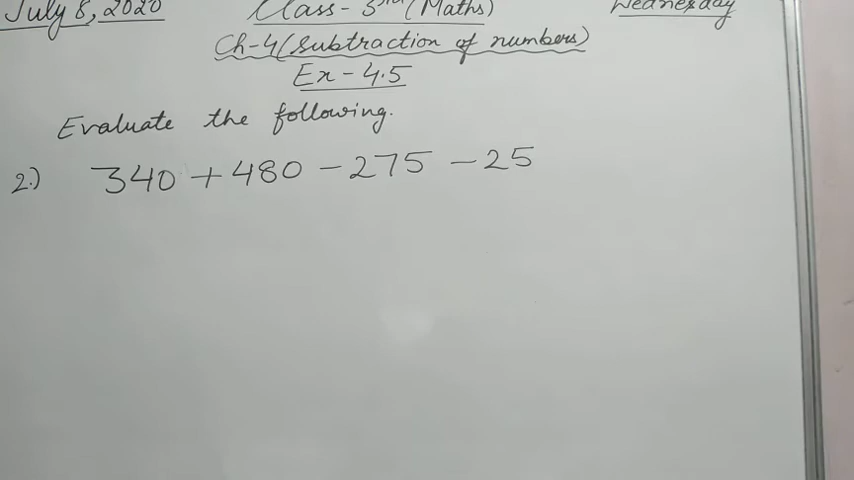 July 8, 2020 Class- 3rd (Maths) Wednesday
Ch-4(Subtraction of numbers)
Ex-4.5
Evaluate the following.
2.) 340 + 480 - 275 - 25